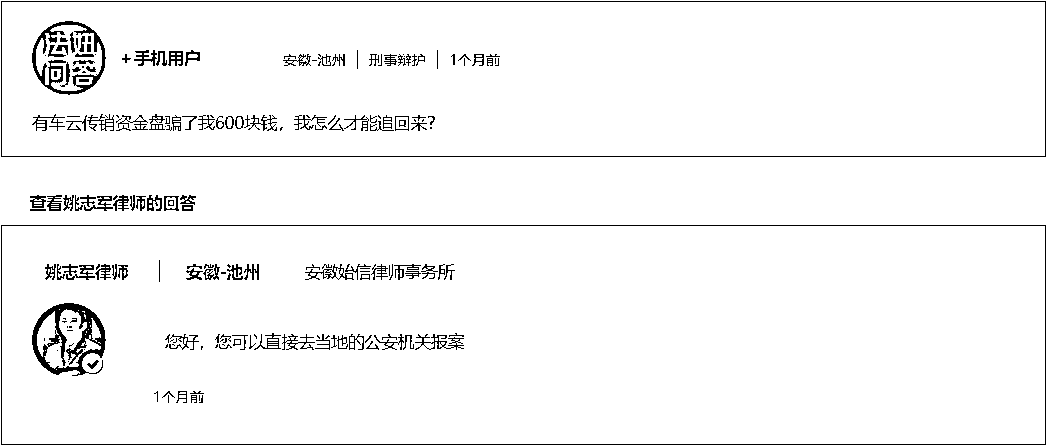 法妞问答
+手机用户 安徽-池州 | 刑事辩护 | 1个月前
有车云传销资金盘骗了我600块钱，我怎么才能追回来？
查看姚志军律师的回答
姚志军律师 | 安徽-池州 安徽始信律师事务所
您好，您可以直接去当地的公安机关报案
1个月前